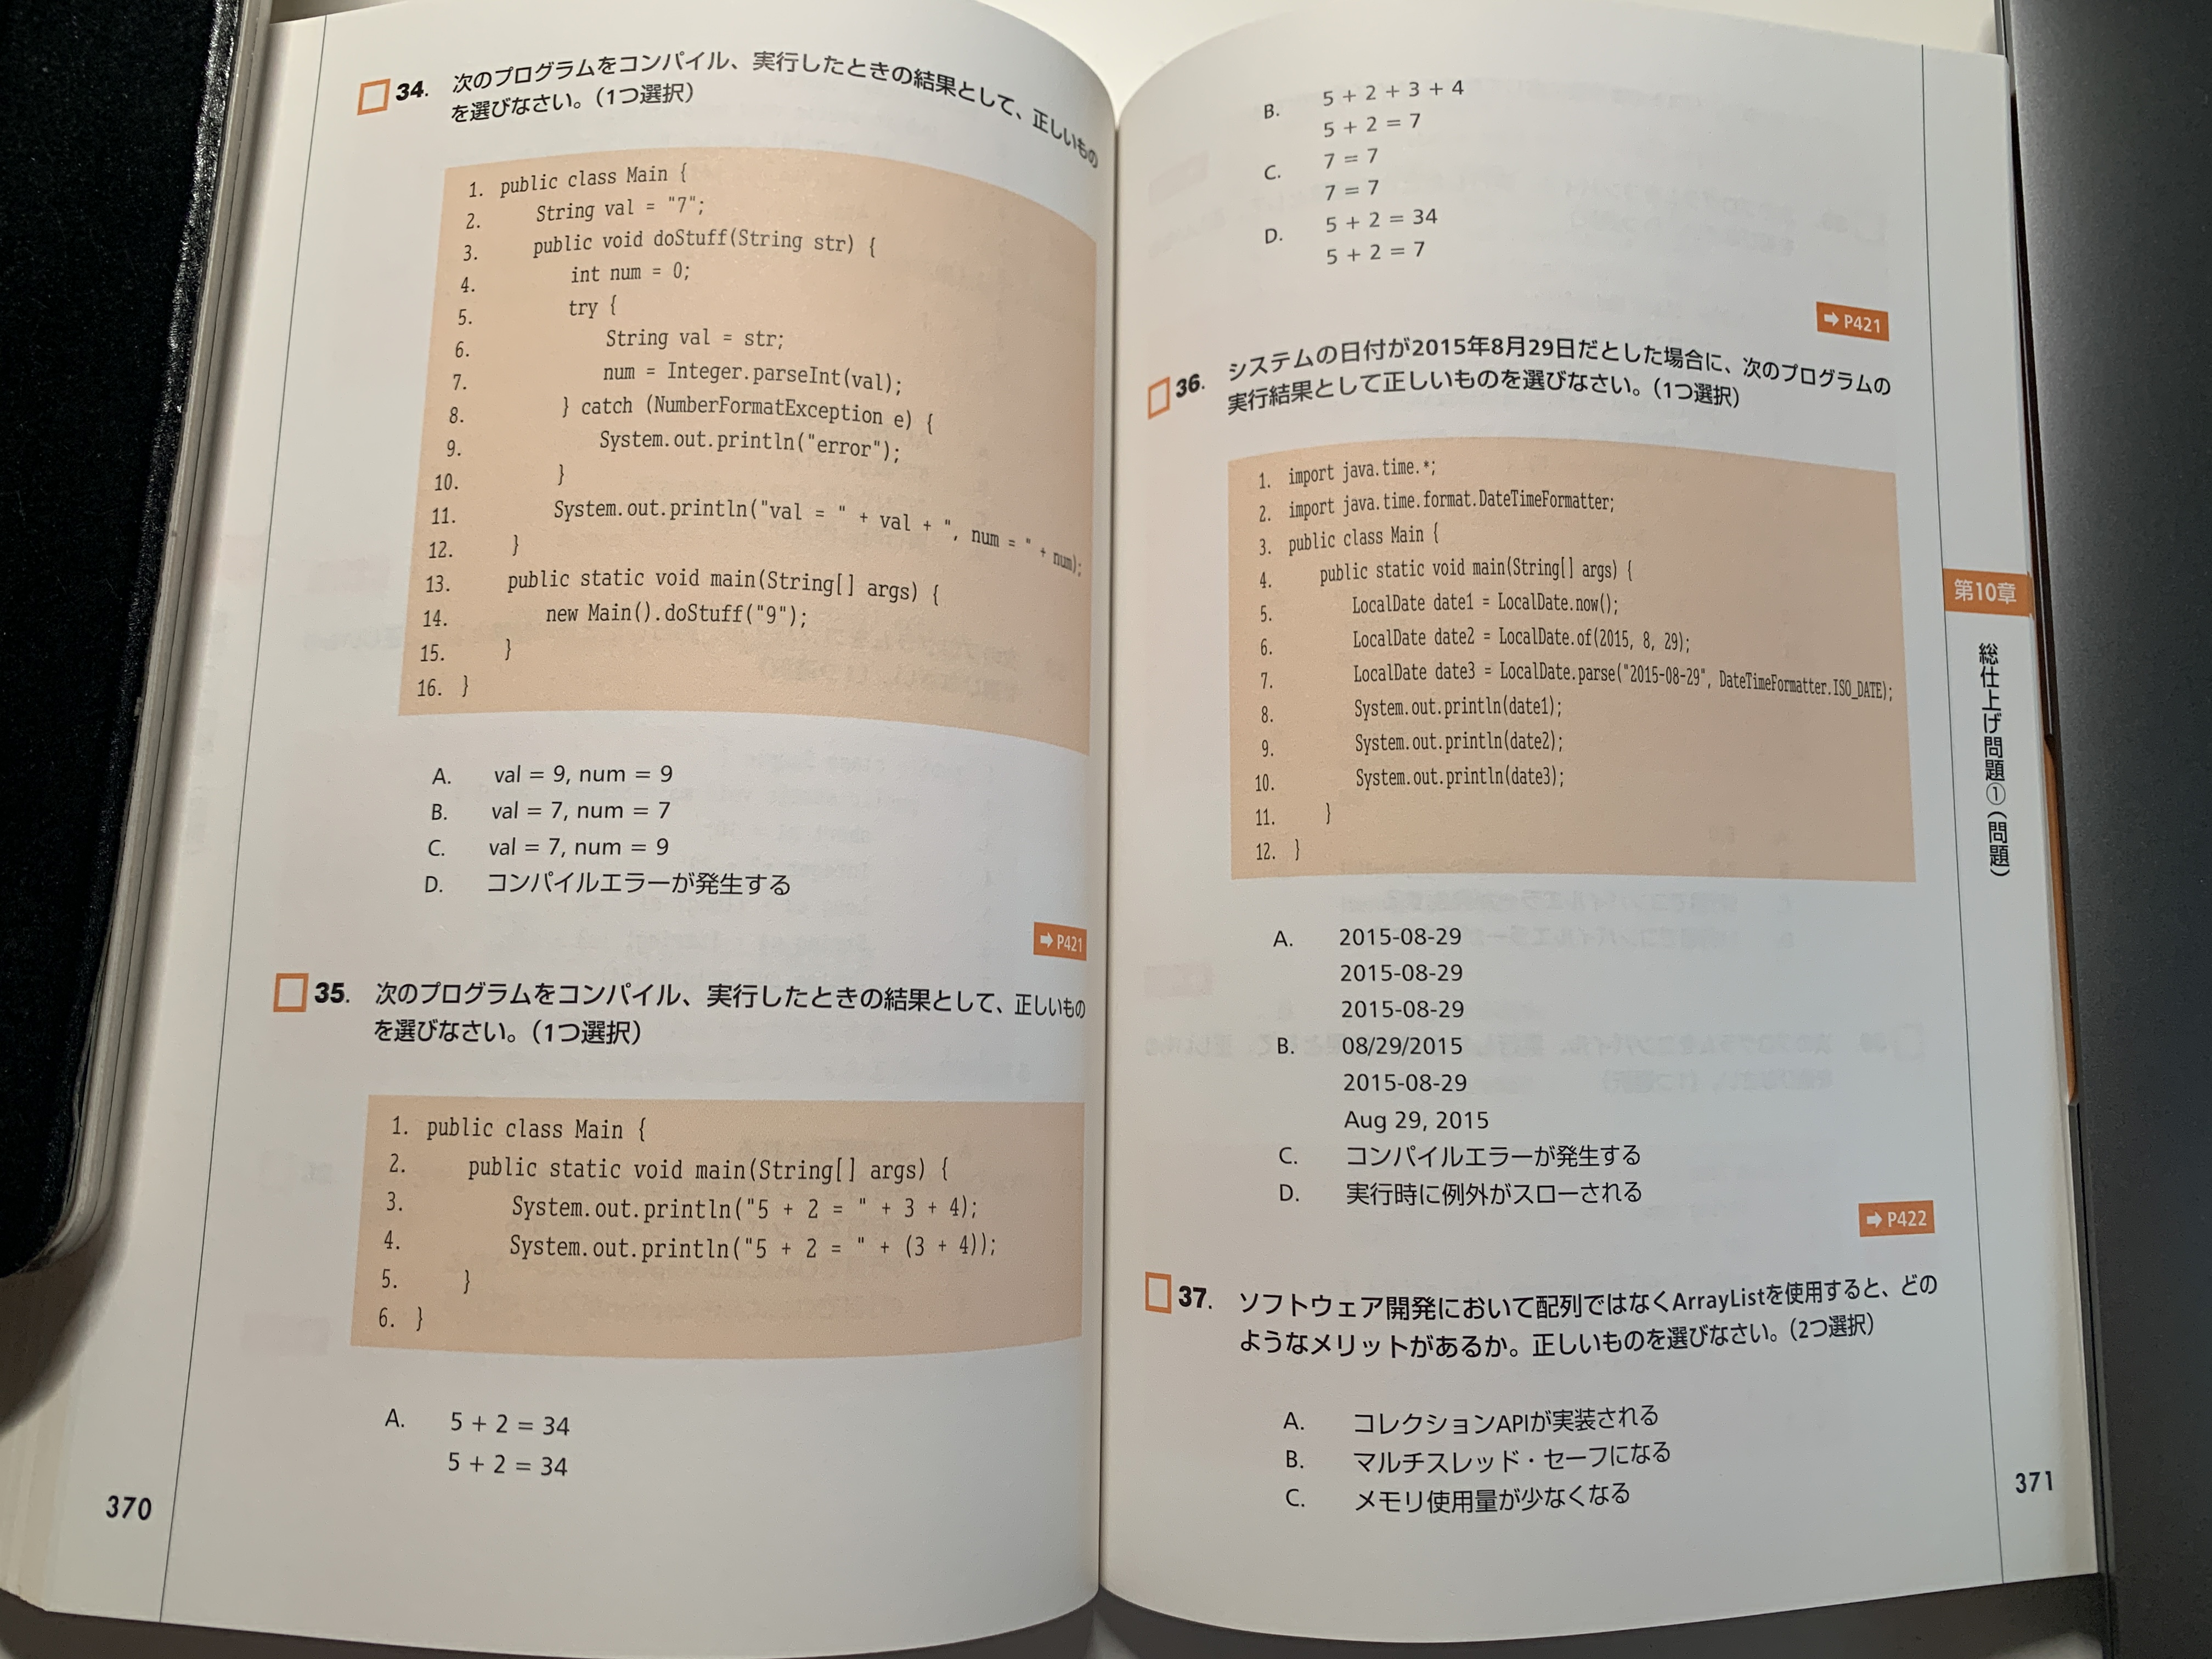 34. 次のプログラムをコンパイル、実行したときの結果として、正しいもの
を選びなさい。(1つ選択)
1. public class Main {
2. String val = "7";
3. public void doStuff(String str) {
4. int num = 0;
5. try {
6. String val = str;
7. num = Integer.parseInt(val);
8. } catch (NumberFormatException e) {
9. System.out.println("error");
10. }
11. System.out.println("val = " + val + ", num = " + num);
12. }
13. public static void main(String[] args) {
14. new Main().doStuff("9");
15. }
16. }
A. val = 9, num = 9
B. val = 7, num = 7
C. val = 7, num = 9
D. コンパイルエラーが発生する
➡ P421
35. 次のプログラムをコンパイル、実行したときの結果として、正しいもの
を選びなさい。(1つ選択)
1. public class Main {
2. public static void main(String[] args) {
3. System.out.println("5 + 2 = " + 3 + 4);
4. System.out.println("5 + 2 = " + (3 + 4));
5. }
6. }
A. 5 + 2 = 34
5 + 2 = 34
370
B. 5 + 2 + 3 + 4
5 + 2 = 7
C. 7 = 7
7 = 7
D. 5 + 2 = 34
5 + 2 = 7
➡ P421
36. システムの日付が2015年8月29日だとした場合に、次のプログラムの
実行結果として正しいものを選びなさい。(1つ選択)
1. import java.time.*;
2. import java.time.format.DateTimeFormatter;
3. public class Main {
4. public static void main(String[] args) {
5. LocalDate date1 = LocalDate.now();
6. LocalDate date2 = LocalDate.of(2015, 8, 29);
7. LocalDate date3 = LocalDate.parse("2015-08-29", DateTimeFormatter.ISO_DATE);
8. System.out.println(date1);
9. System.out.println(date2);
10. System.out.println(date3);
11. }
12. }
A. 2015-08-29
2015-08-29
2015-08-29
B. 08/29/2015
2015-08-29
Aug 29, 2015
C. コンパイルエラーが発生する
D. 実行時に例外がスローされる
➡ P422
37. ソフトウェア開発において配列ではなくArrayListを使用すると、どの
ようなメリットがあるか。正しいものを選びなさい。(2つ選択)
A. コレクションAPIが実装される
B. マルチスレッド・セーフになる
C. メモリ使用量が少なくなる
第10章
総仕上げ問題①(問題)
371